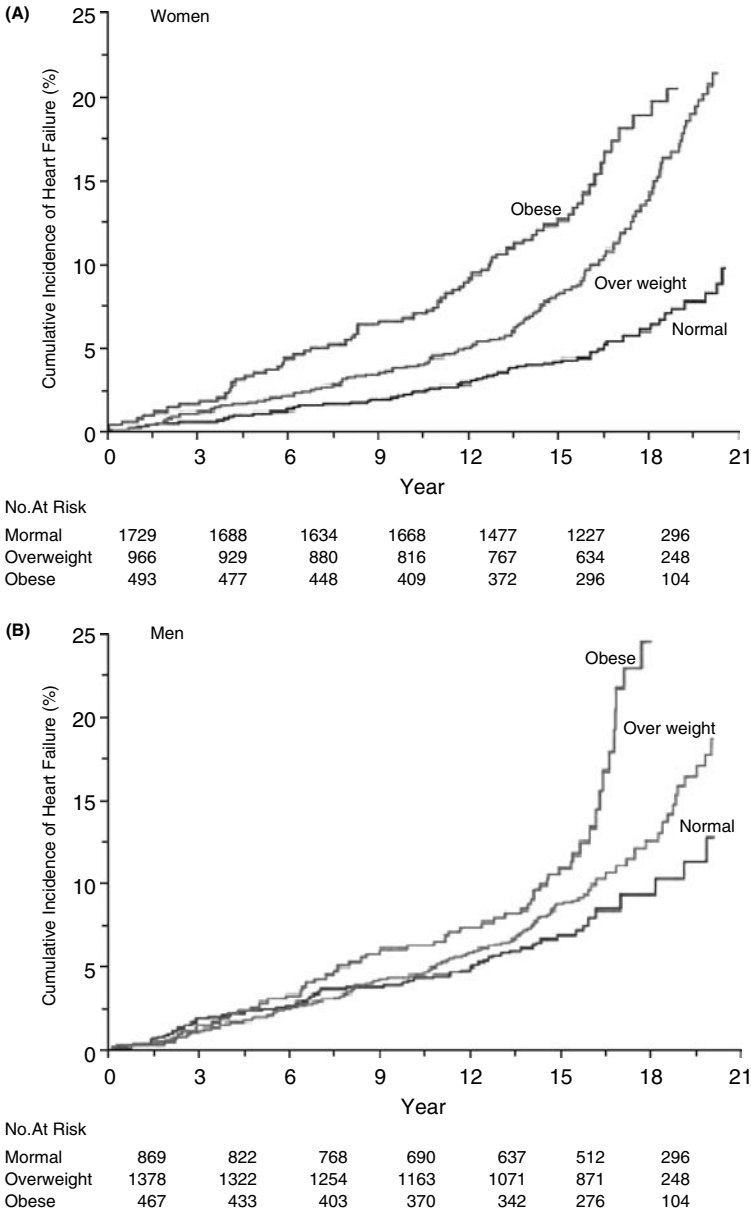 (A)
Women
25
20
15
10
5
0
Cumulative Incidence of Heart Failure (%)
Obese
Over weight
Normal
0 3 6 9 12 15 18 21
Year
No.At Risk
Mormal 1729 1688 1634 1668 1477 1227 296
Overweight 966 929 880 816 767 634 248
Obese 493 477 448 409 372 296 104
(B)
Men
25
20
15
10
5
0
Cumulative Incidence of Heart Failure (%)
Obese
Over weight
Normal
0 3 6 9 12 15 18 21
Year
No.At Risk
Mormal 869 822 768 690 637 512 296
Overweight 1378 1322 1254 1163 1071 871 248
Obese 467 433 403 370 342 276 104